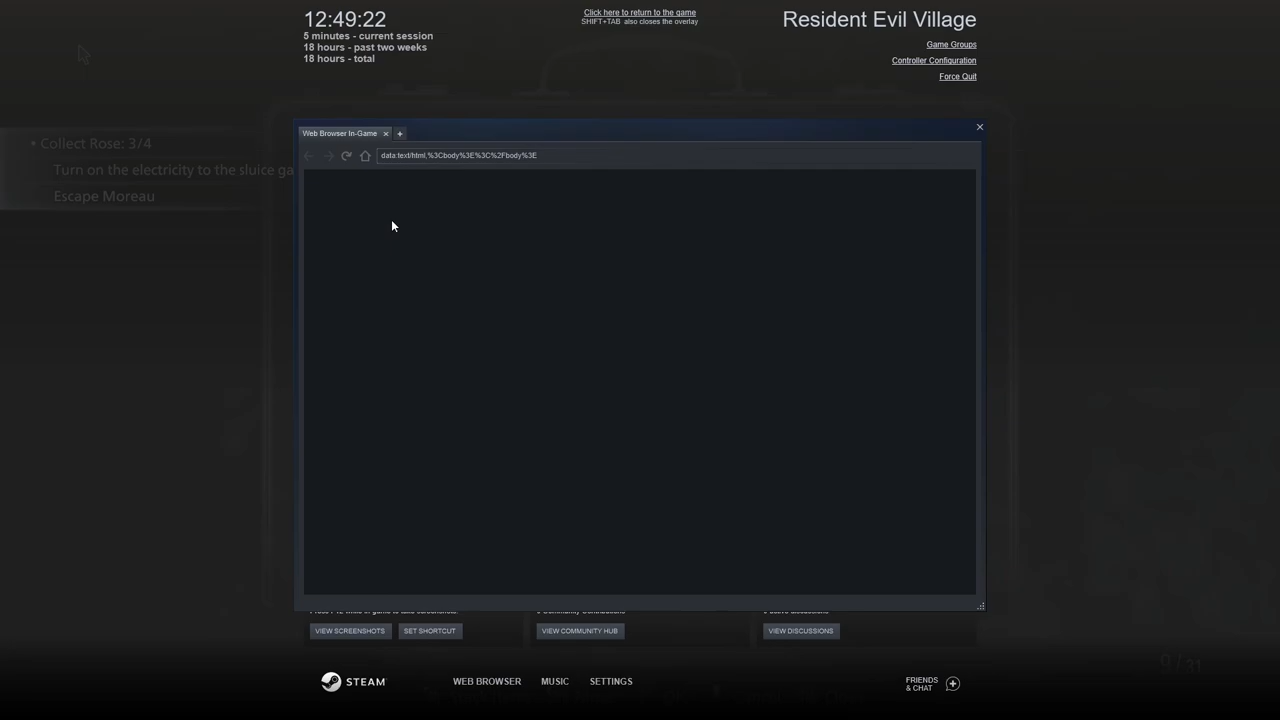 12:49:22
5 minutes - current session
18 hours - past two weeks
18 hours - total
Click here to return to the game
SHIFT+TAB also closes the overlay
Resident Evil Village
Game Groups
Controller Configuration
Force Quit
Web Browser In-Game
data:text/html,%3Cbody%3E%3C%2Fbody%3E
• Collect Rose: 3/4
Turn on the electricity to the sluice ga
Escape Moreau
VIEW SCREENSHOTS
SET SHORTCUT
VIEW COMMUNITY HUB
VIEW DISCUSSIONS
STEAM
WEB BROWSER
MUSIC
SETTINGS
FRIENDS
& CHAT